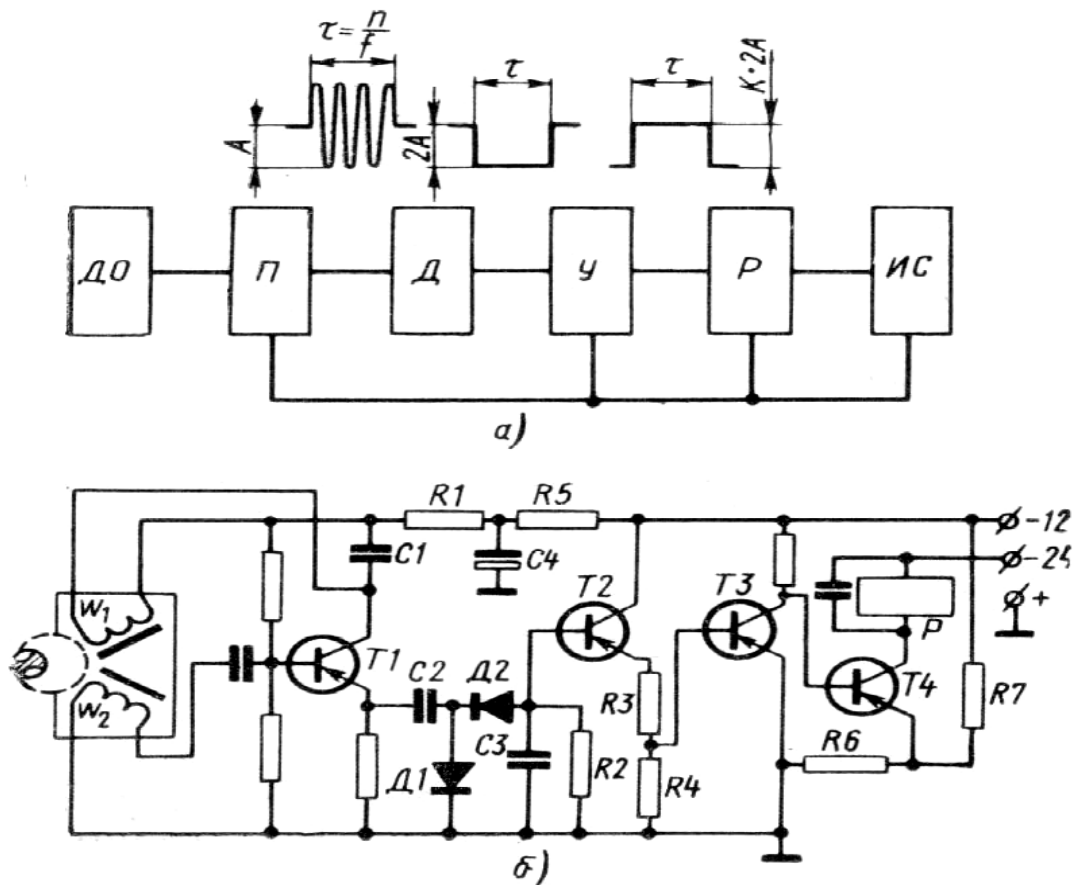 τ = n/f
A
τ
2A
τ
K·2A
ДО
П
Д
У
Р
ИС
а)
R1
R5
-12
C1
C4
-24
T2
T3
+
W1
P
T1
T4
C2
Д2
R3
R7
W2
C3
R2
R6
Д1
R4
б)